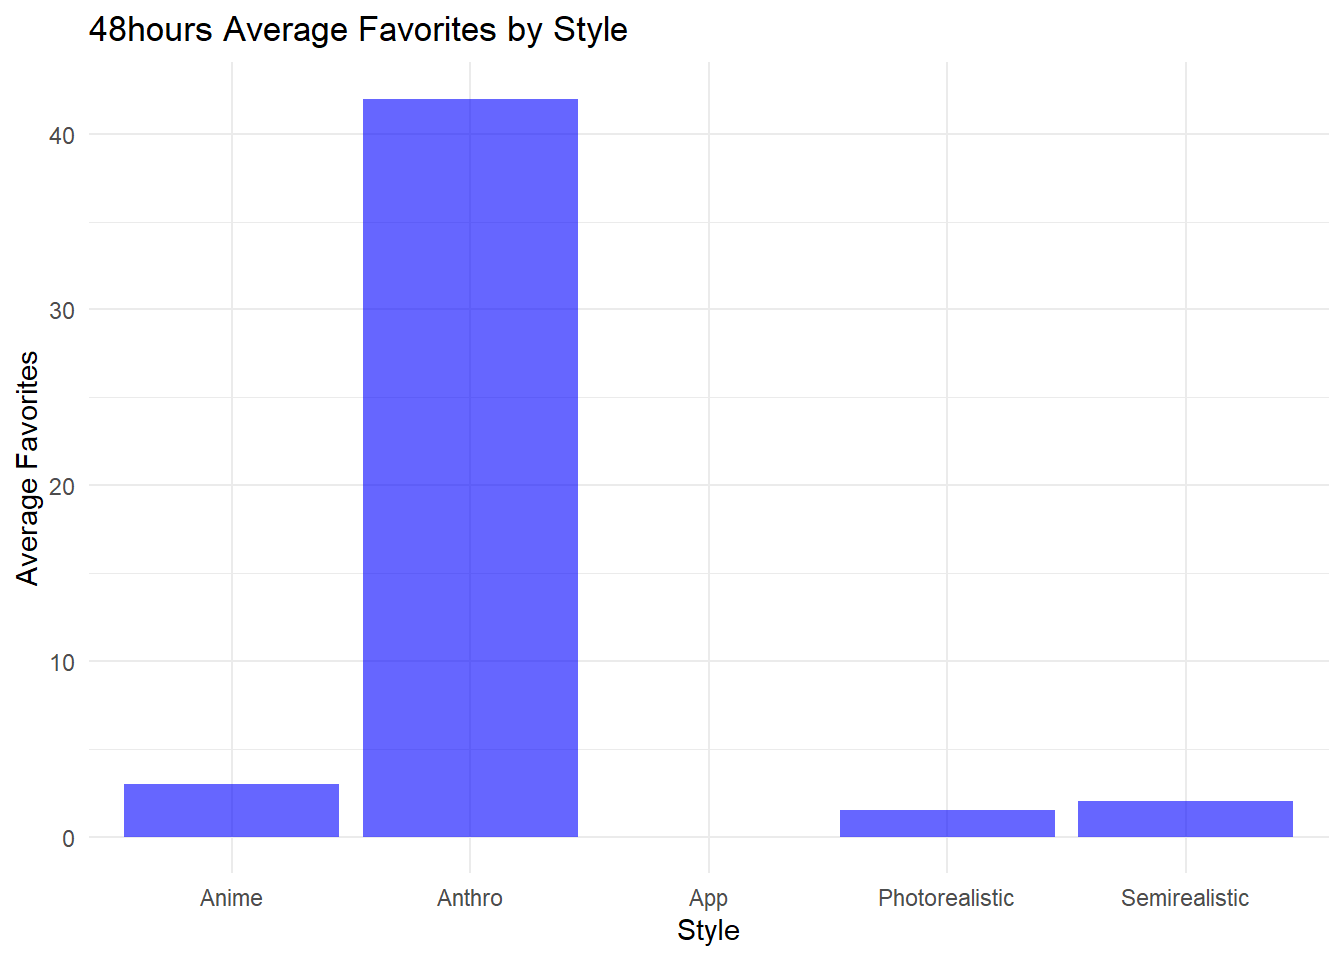 48hours Average Favorites by Style
Average Favorites
40
30
20
10
0
Anime
Anthro
App
Photorealistic
Semirealistic
Style